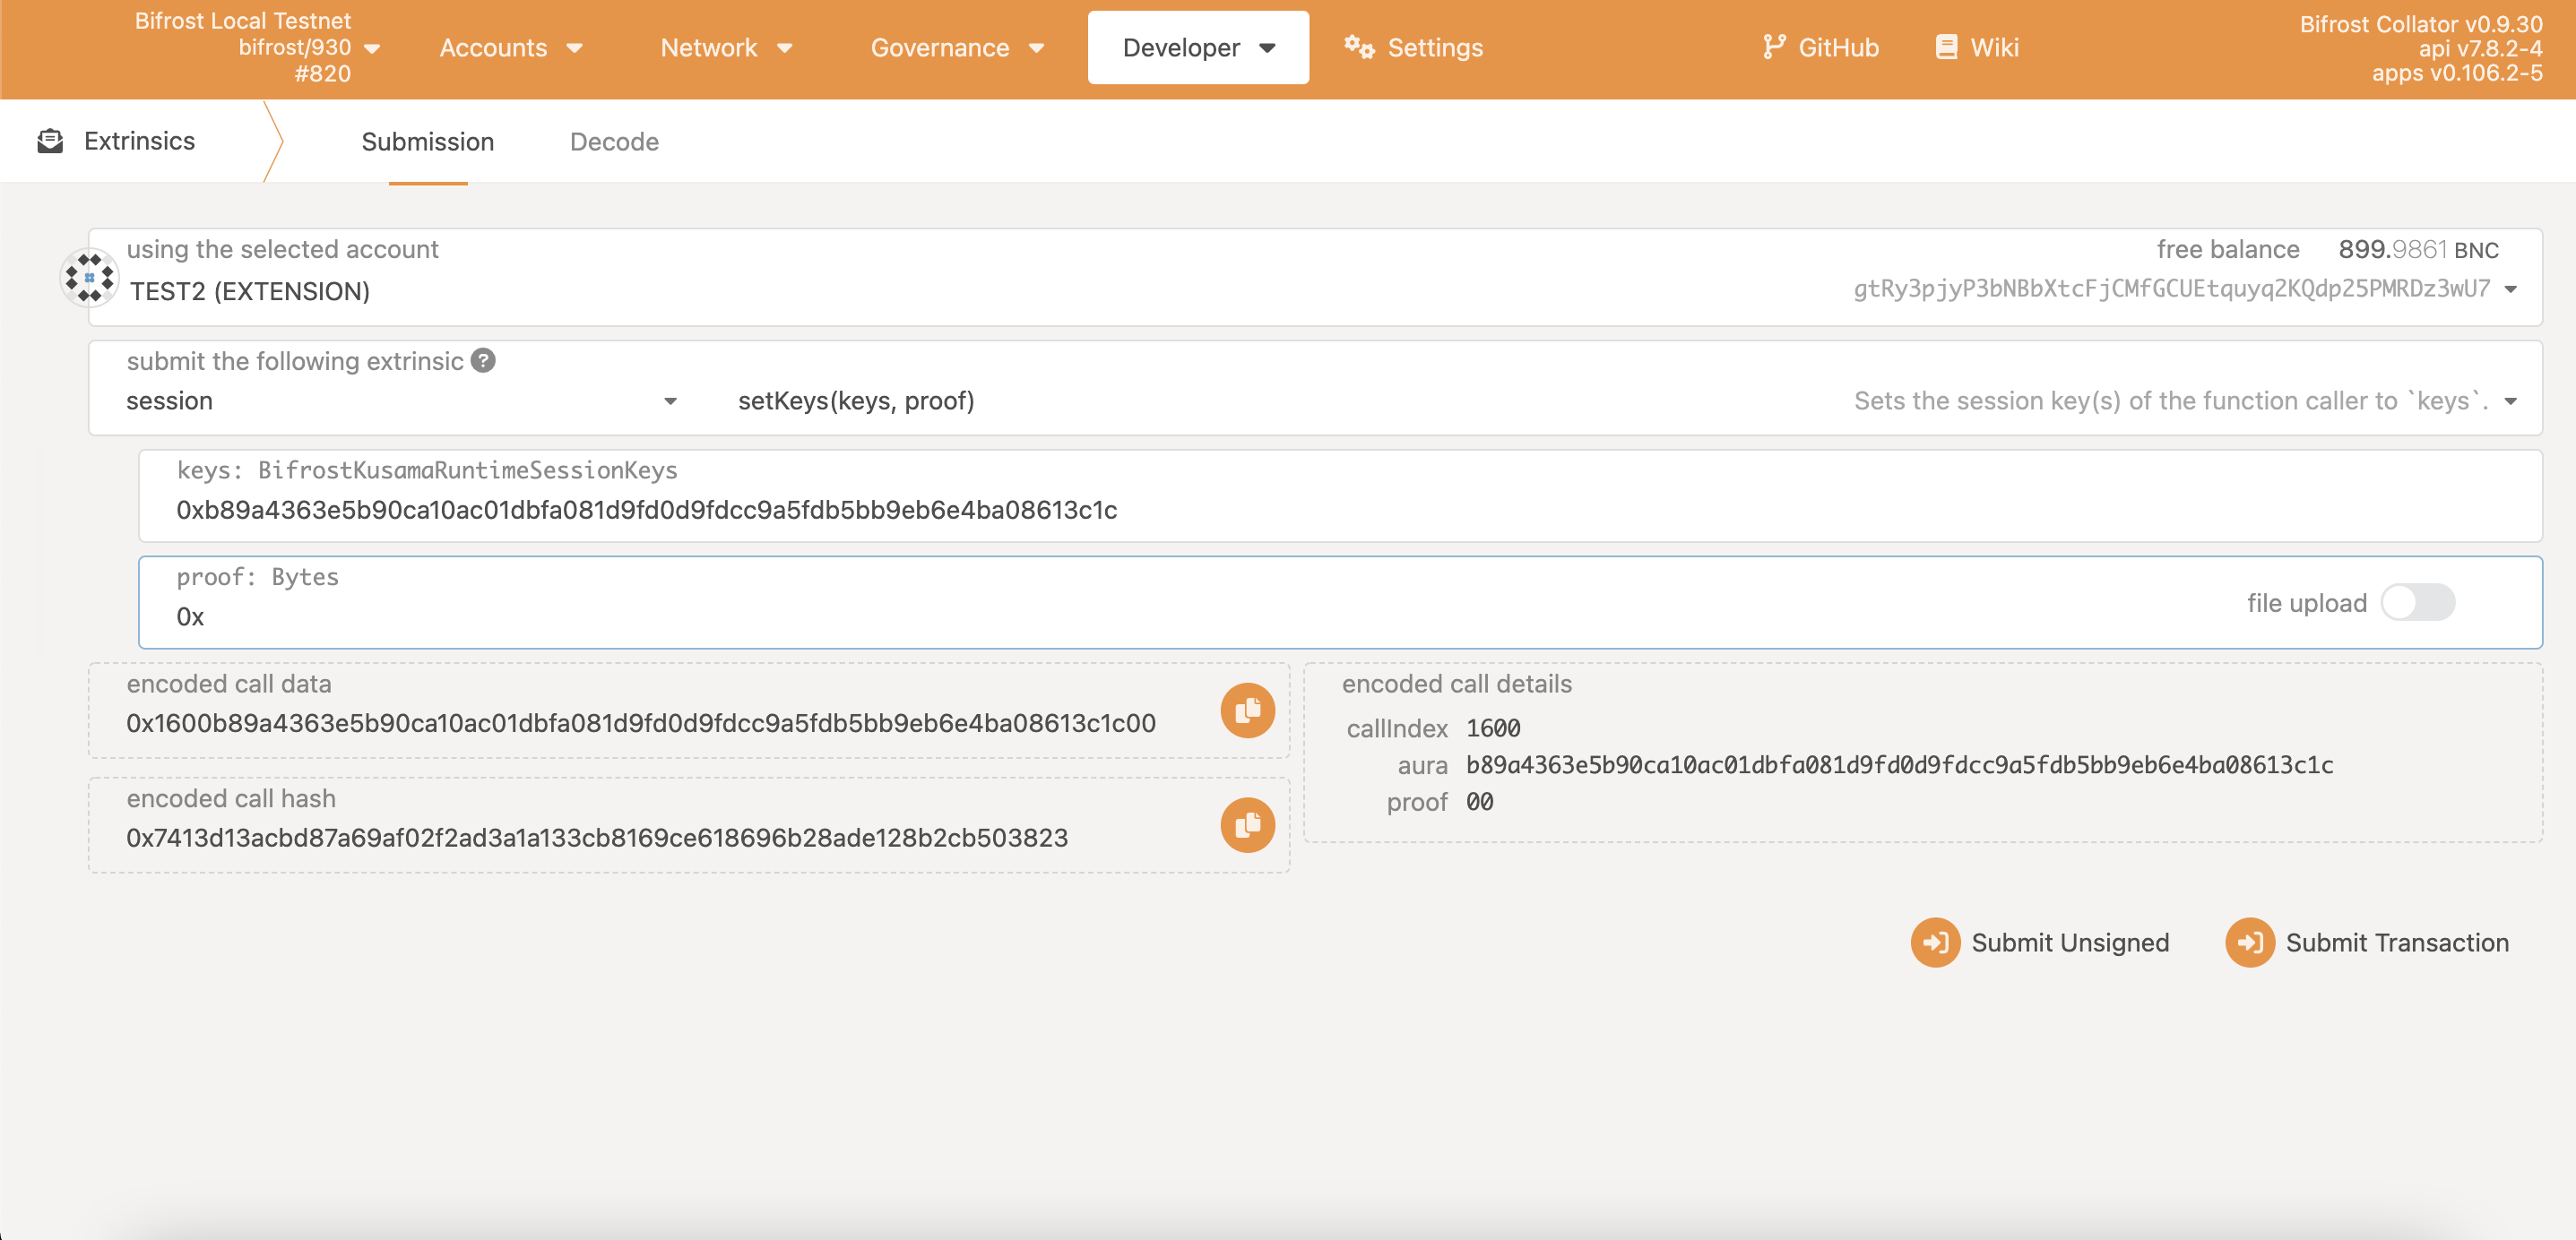 Bifrost Local Testnet
bifrost/930
#820
Accounts
Network
Governance
Developer
Settings
GitHub
Wiki
Bifrost Collator v0.9.30
api v7.8.2-4
apps v0.106.2-5
Extrinsics
Submission
Decode
using the selected account
TEST2 (EXTENSION)
free balance 899.9861 BNC
gtRy3pjyP3bNBbXtcFjCMfGCUEtquyq2KQdp25PMRDz3wU7
submit the following extrinsic ?
session
setKeys(keys, proof)
Sets the session key(s) of the function caller to `keys`.
keys: BifrostKusamaRuntimeSessionKeys
0xb89a4363e5b90ca10ac01dbfa081d9fd0d9fdcc9a5fdb5bb9eb6e4ba08613c1c
proof: Bytes
0x
file upload
encoded call data
0x1600b89a4363e5b90ca10ac01dbfa081d9fd0d9fdcc9a5fdb5bb9eb6e4ba08613c1c00
encoded call hash
0x7413d13acbd87a69af02f2ad3a1a133cb8169ce618696b28ade128b2cb503823
encoded call details
callIndex 1600
aura b89a4363e5b90ca10ac01dbfa081d9fd0d9fdcc9a5fdb5bb9eb6e4ba08613c1c
proof 00
Submit Unsigned
Submit Transaction